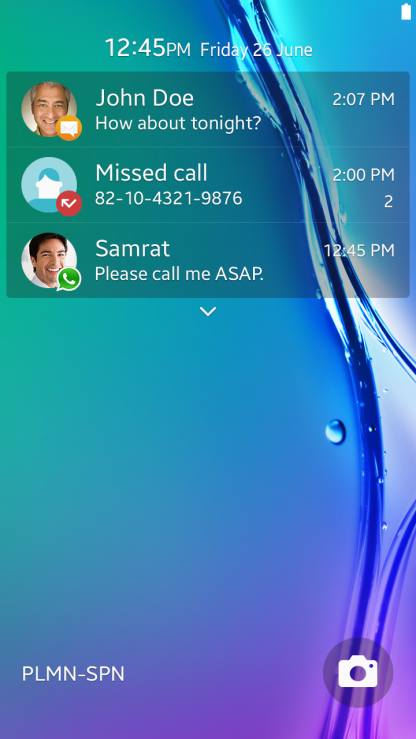 12:45PM Friday 26 June
John Doe 2:07 PM
How about tonight?
Missed call 2:00 PM
82-10-4321-9876 2
Samrat 12:45 PM
Please call me ASAP.
PLMN-SPN